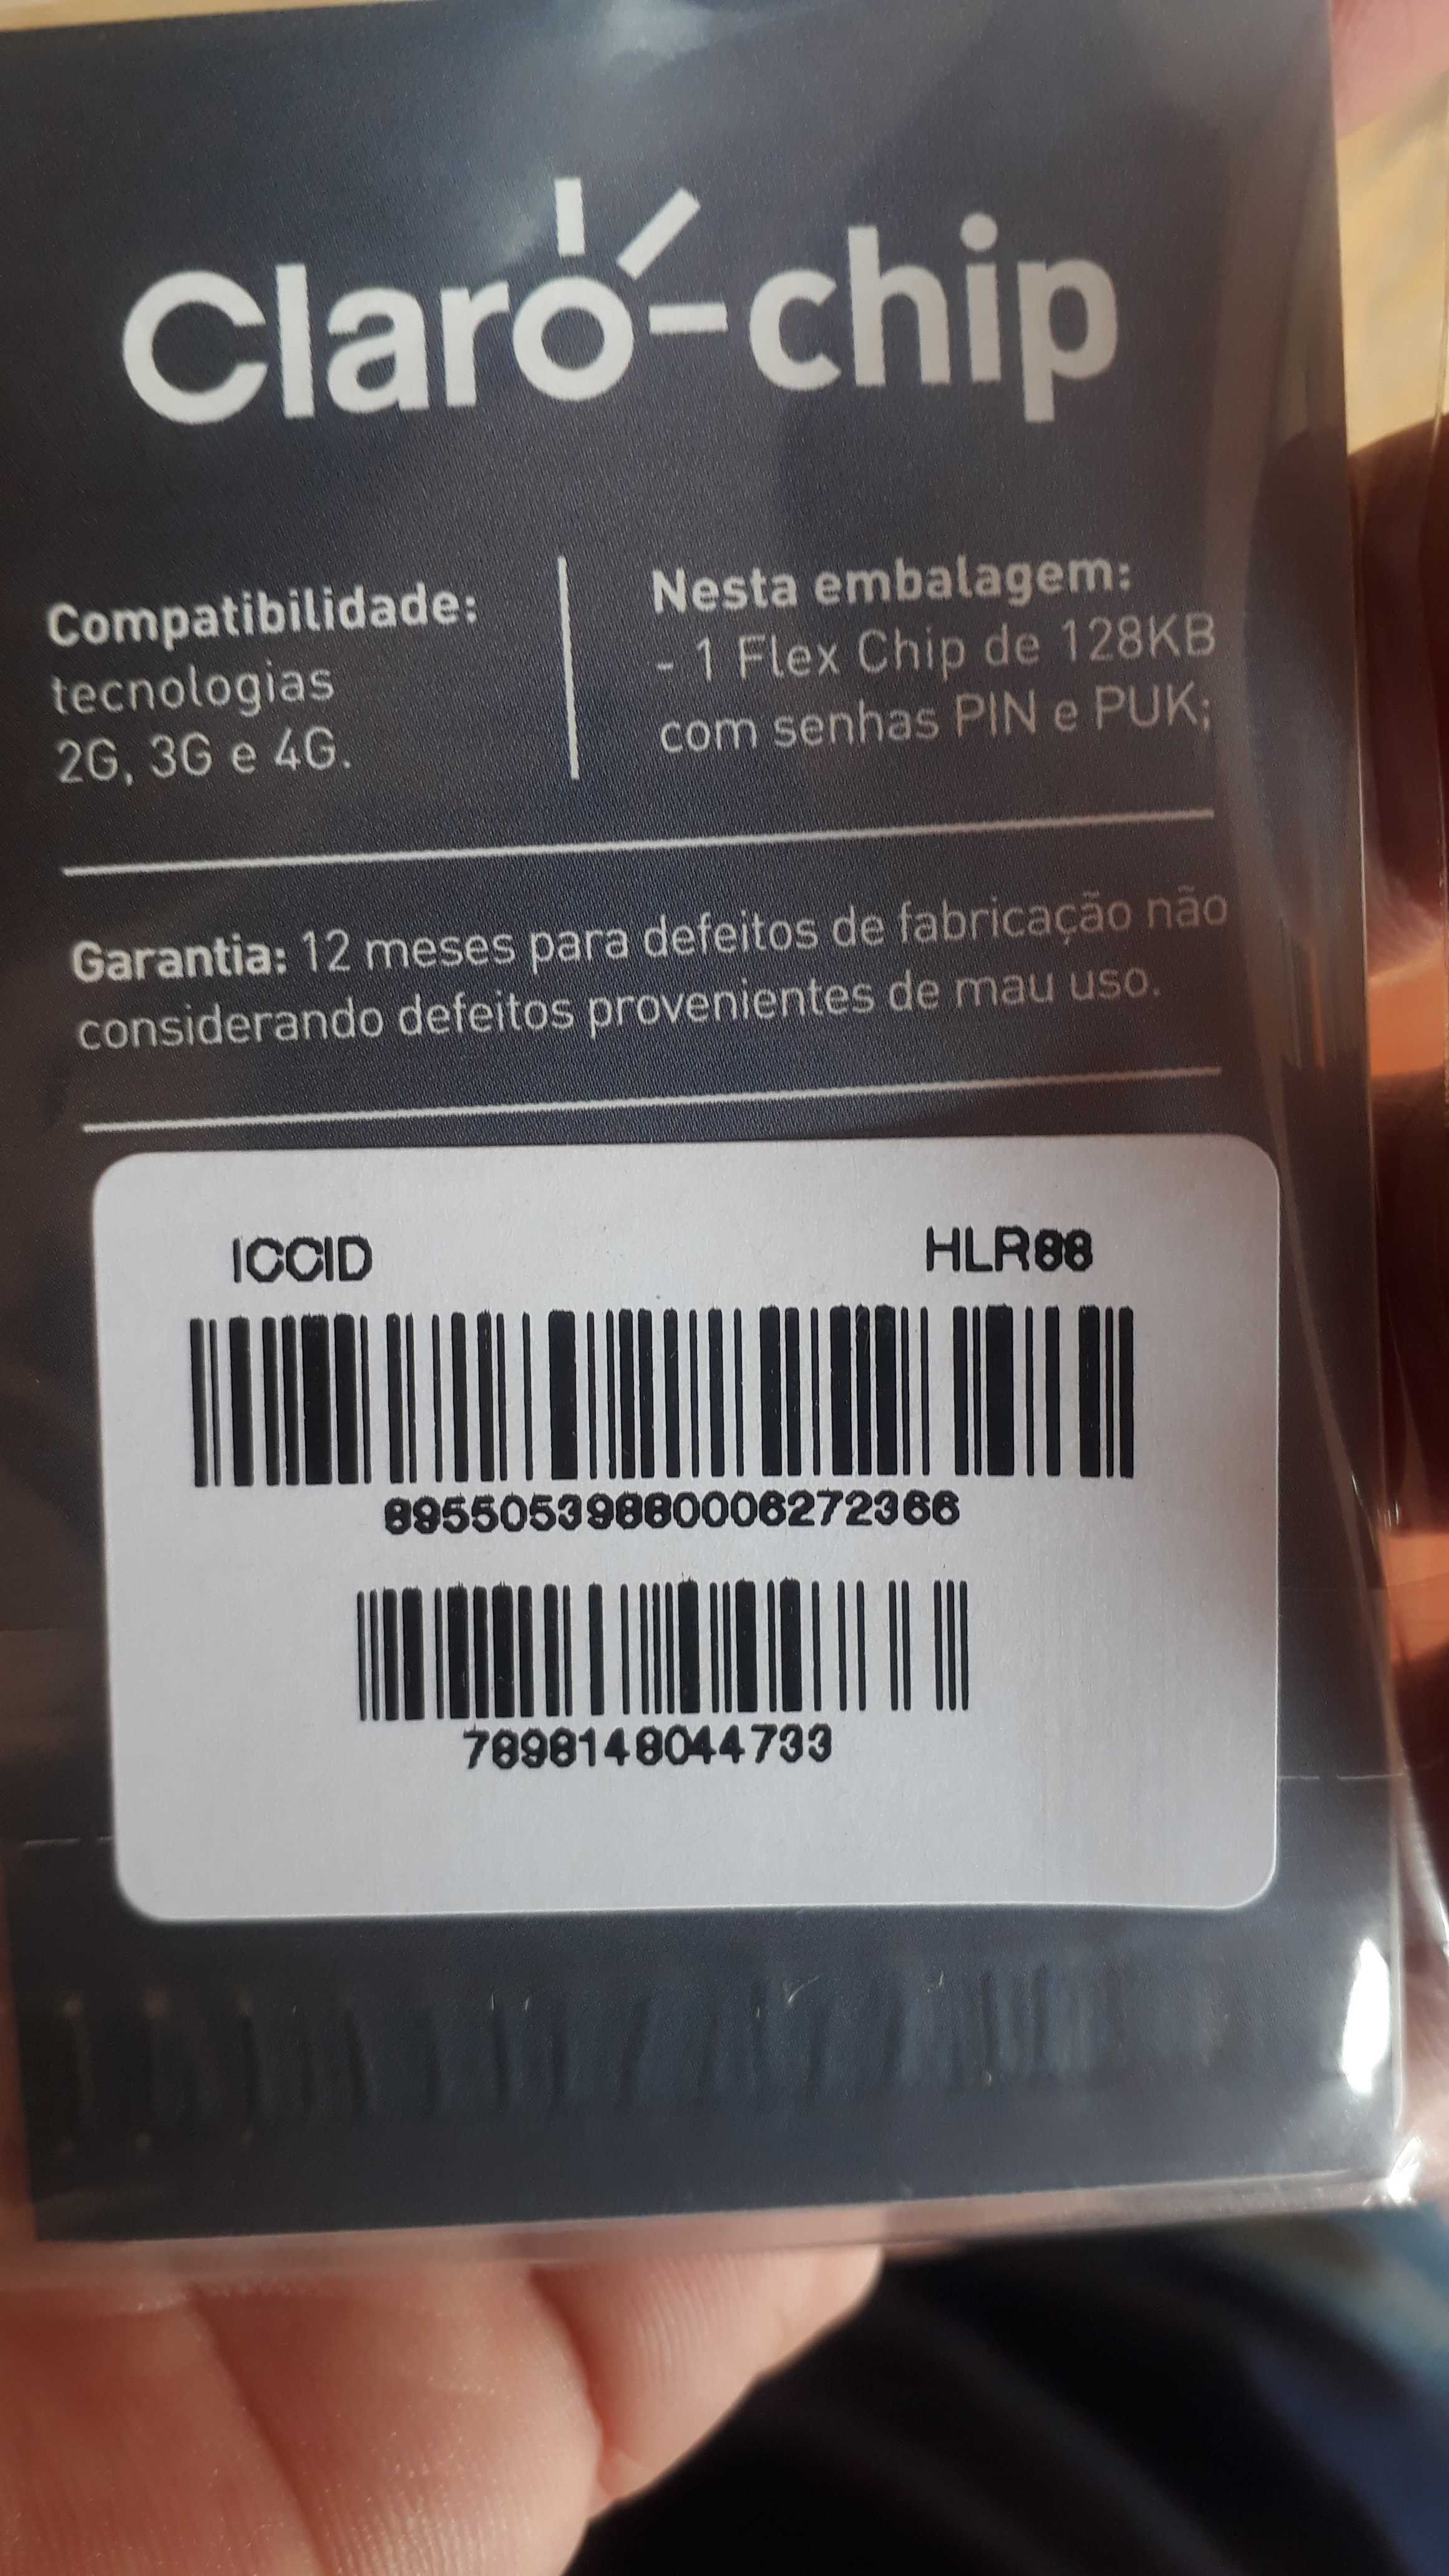 Claro-chip
Compatibilidade:
tecnologias
2G, 3G e 4G.
Nesta embalagem:
- 1 Flex Chip de 128KB
com senhas PIN e PUK;
Garantia: 12 meses para defeitos de fabricação não
considerando defeitos provenientes de mau uso.
ICCID HLR88
89550539880006272366
7898148044733